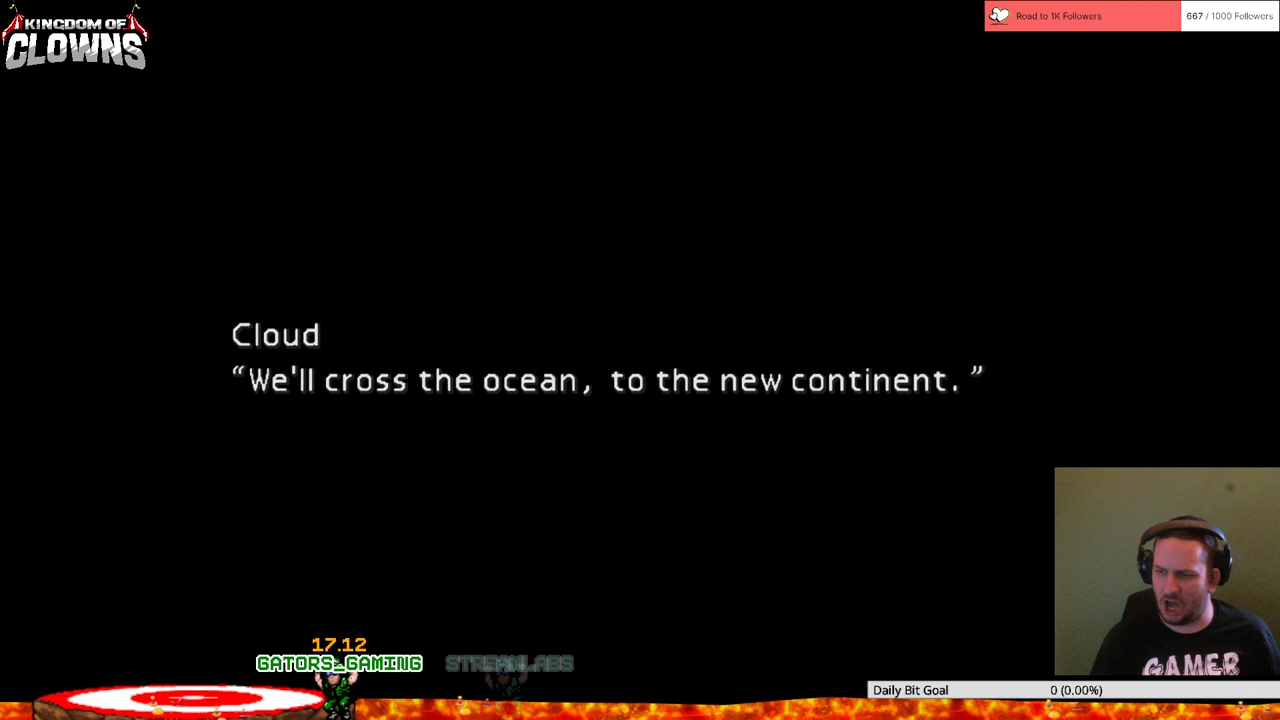 KINGDOM OF
CLOWNS
Road to 1K Followers
667 / 1000 Followers
Cloud
“We'll cross the ocean, to the new continent. ”
17.12
GATORS_GAMING
STREAMLABS
GAMER
Daily Bit Goal
0 (0.00%)